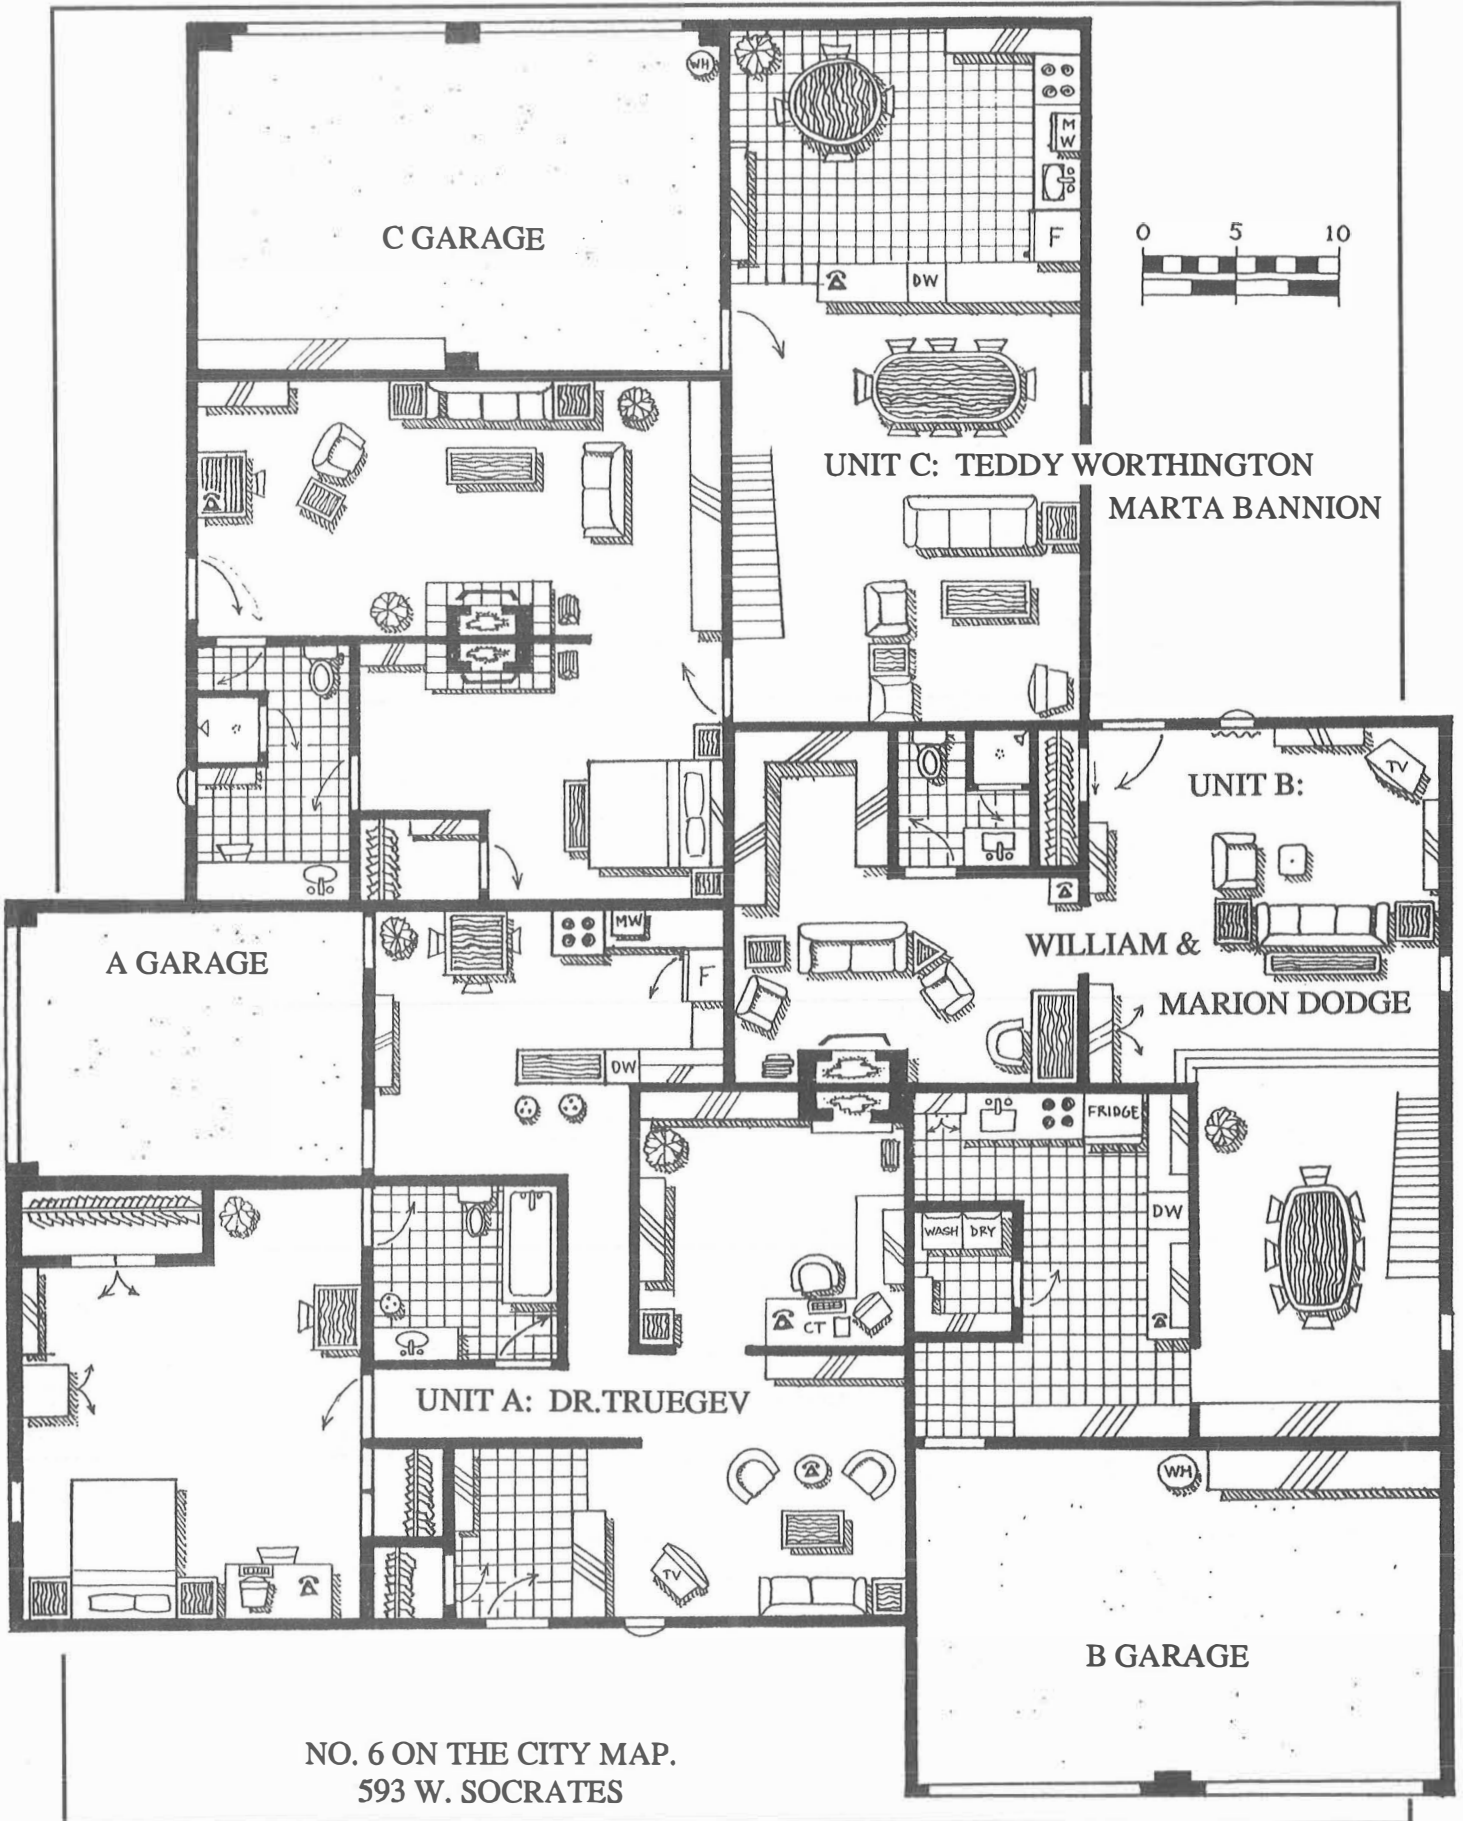 WH
M
W
C GARAGE
F
0 5 10
DW
UNIT C: TEDDY WORTHINGTON
MARTA BANNION
UNIT B:
TV
WILLIAM &
MARION DODGE
A GARAGE
MW
F
DW
FRIDGE
DW
WASH DRY
CT
UNIT A: DR.TRUEGEV
WH
TV
B GARAGE
NO. 6 ON THE CITY MAP.
593 W. SOCRATES